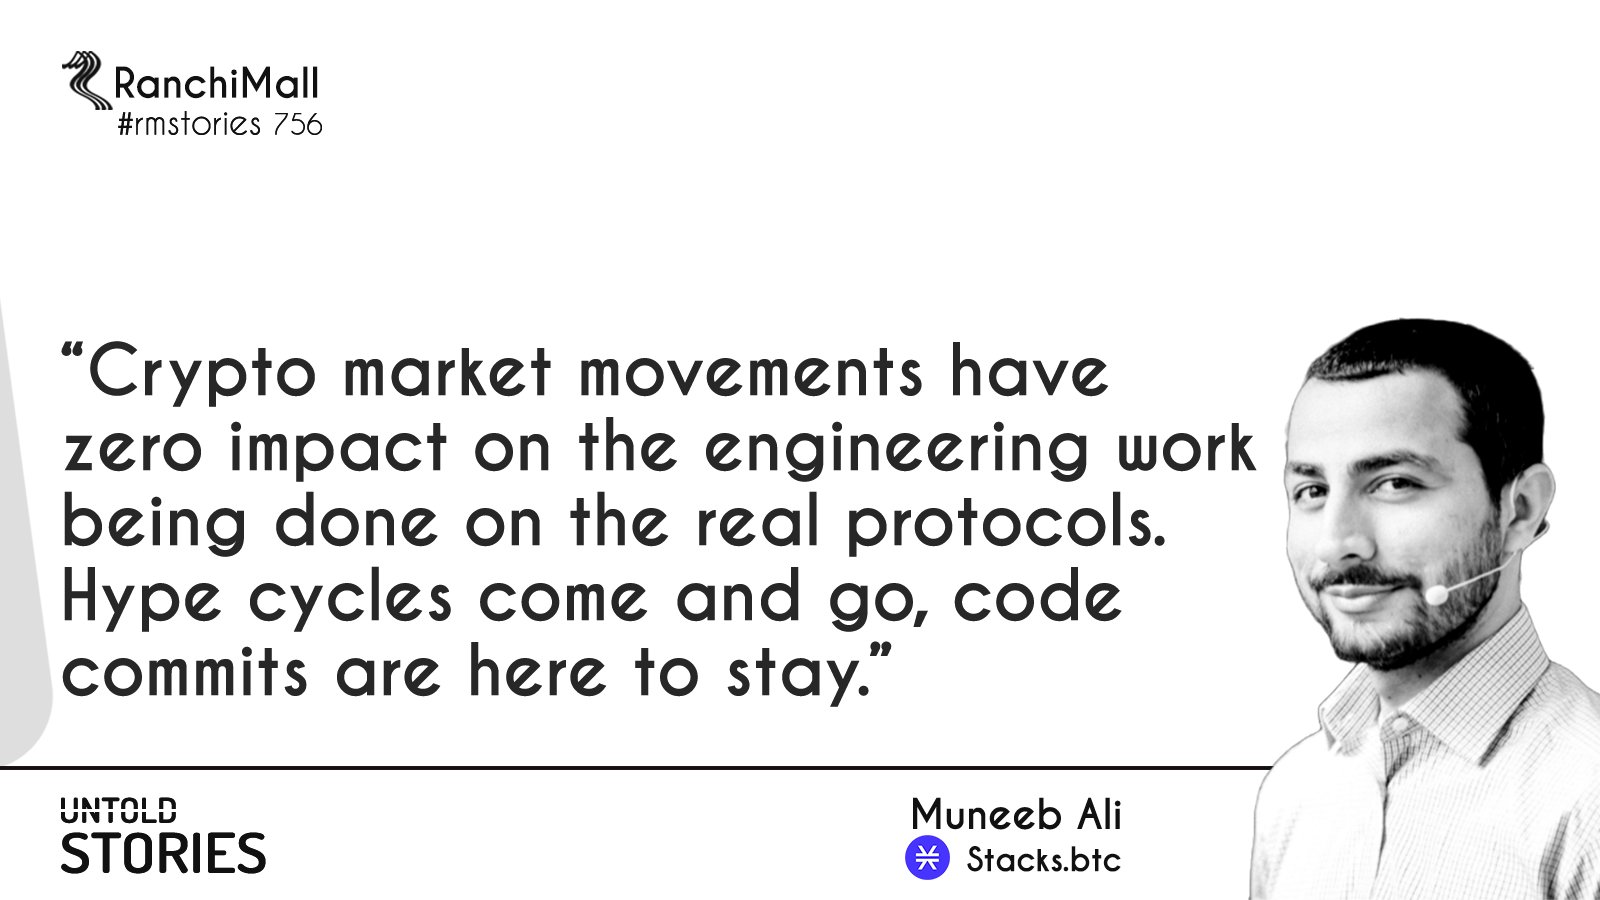 RanchiMall
#rmstories 756
“Crypto market movements have
zero impact on the engineering work
being done on the real protocols.
Hype cycles come and go, code
commits are here to stay.”
UNTOLD
STORIES
Muneeb Ali
Stacks.btc